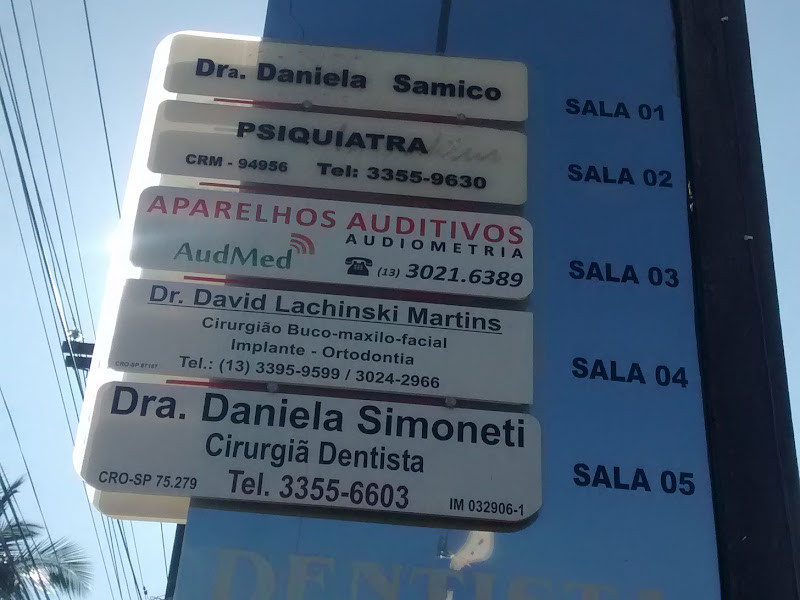 Dra. Daniela Samico
SALA 01
PSIQUIATRA
CRM - 94956 Tel: 3355-9630
SALA 02
APARELHOS AUDITIVOS
AUDIOMETRIA
AudMed
(13) 3021.6389
SALA 03
Dr. David Lachinski Martins
Cirurgião Buco-maxilo-facial
Implante - Ortodontia
Tel.: (13) 3395-9599 / 3024-2966
SALA 04
Dra. Daniela Simoneti
Cirurgiã Dentista
CRO-SP 75.279 Tel. 3355-6603 IM 032906-1
SALA 05
DENTISTA